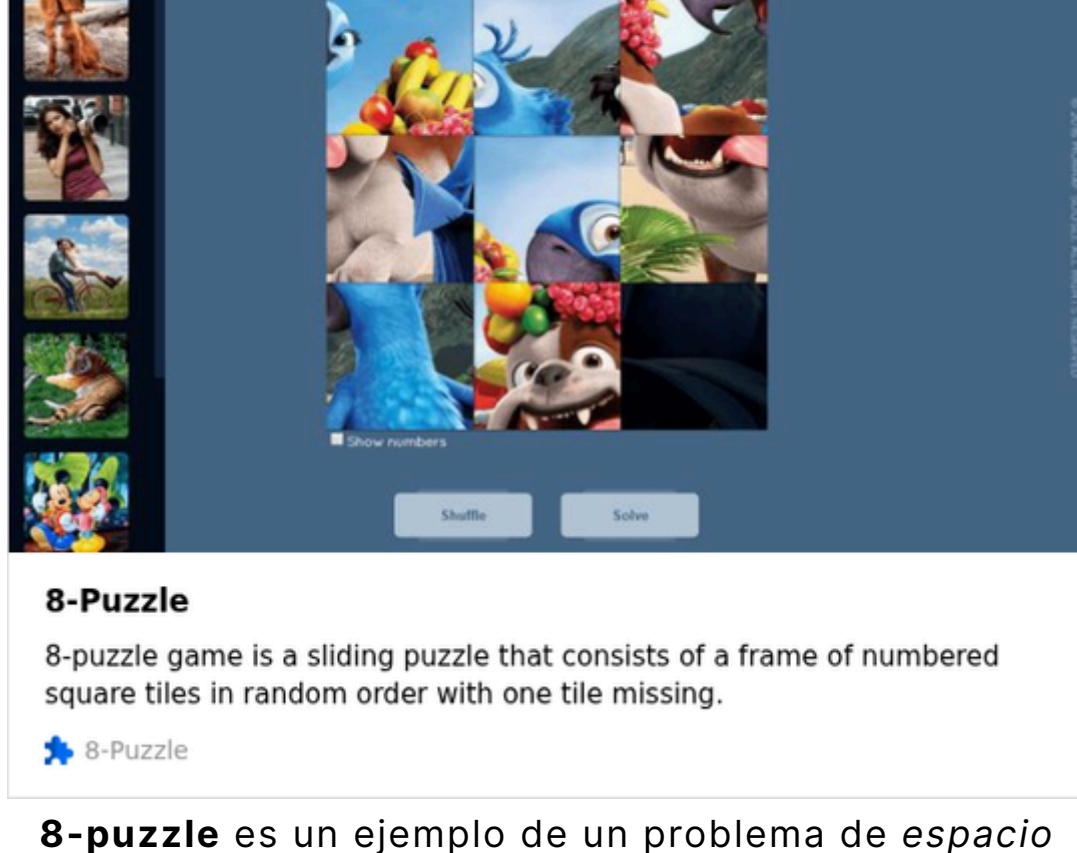 Show numbers
Shuffle
Solve
8-Puzzle
8-puzzle game is a sliding puzzle that consists of a frame of numbered
square tiles in random order with one tile missing.
8-Puzzle
8-puzzle es un ejemplo de un problema de espacio